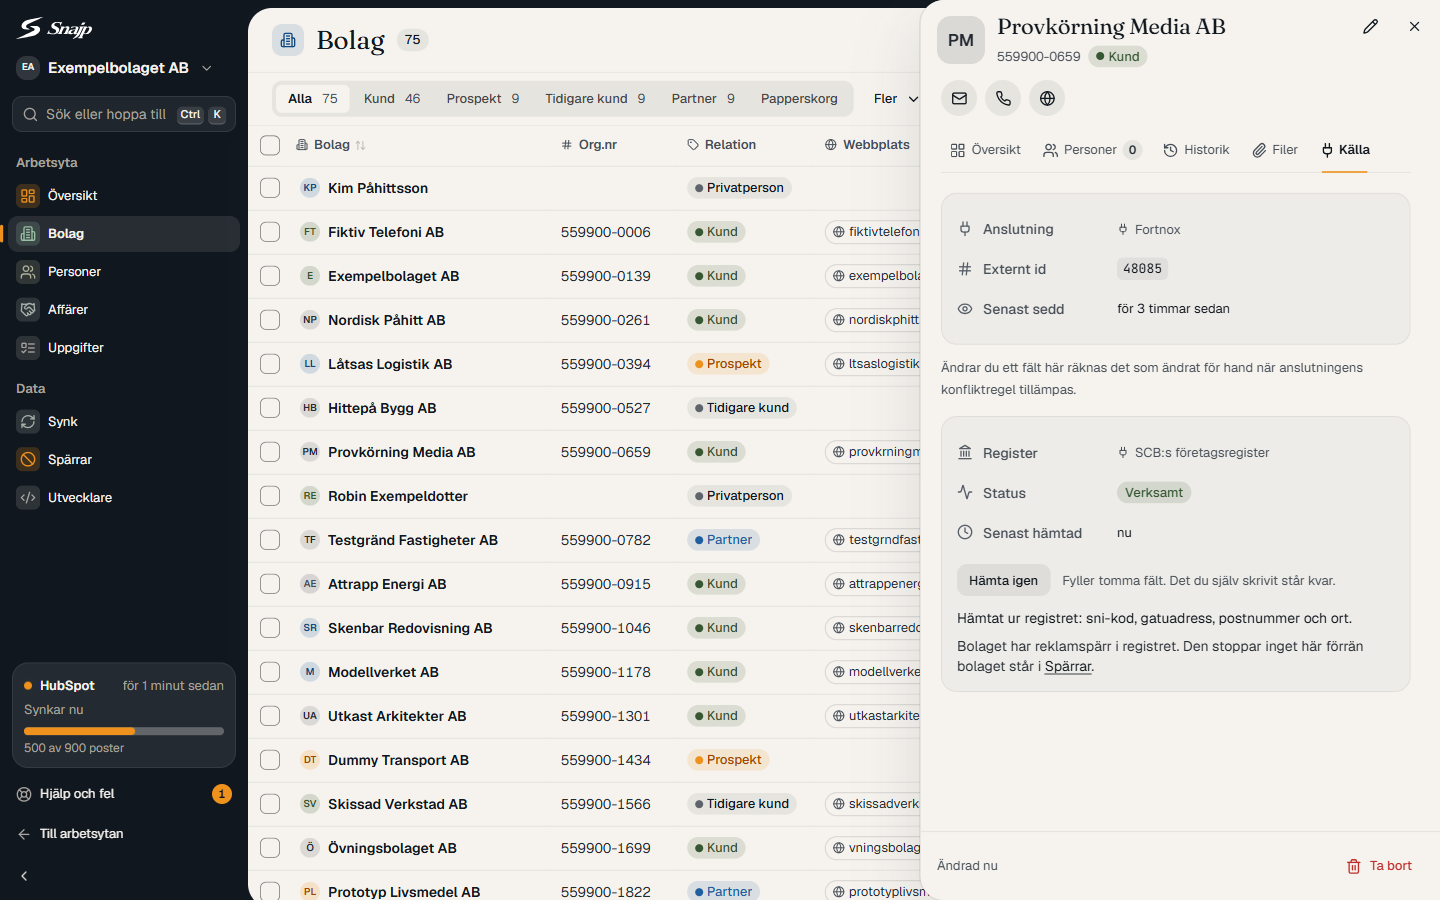 Snajp
EA Exempelbolaget AB
Sök eller hoppa till Ctrl K
Arbetsyta
Översikt
Bolag
Personer
Affärer
Uppgifter
Data
Synk
Spärrar
Utvecklare
HubSpot för 1 minut sedan
Synkar nu
500 av 900 poster
Hjälp och fel 1
Till arbetsytan
Bolag 75
Alla 75 Kund 46 Prospekt 9 Tidigare kund 9 Partner 9 Papperskorg Fler
Bolag Org.nr Relation Webbplats
KP Kim Påhittsson Privatperson
FT Fiktiv Telefoni AB 559900-0006 Kund fiktivtelefon
E Exempelbolaget AB 559900-0139 Kund exempelbola
NP Nordisk Påhitt AB 559900-0261 Kund nordiskphitt
LL Låtsas Logistik AB 559900-0394 Prospekt ltsaslogistik
HB Hittepå Bygg AB 559900-0527 Tidigare kund
PM Provkörning Media AB 559900-0659 Kund provkrningm
RE Robin Exempeldotter Privatperson
TF Testgränd Fastigheter AB 559900-0782 Partner testgrndfast
AE Attrapp Energi AB 559900-0915 Kund attrappenerg
SR Skenbar Redovisning AB 559900-1046 Kund skenbarredo
M Modellverket AB 559900-1178 Kund modellverke
UA Utkast Arkitekter AB 559900-1301 Kund utkastarkite
DT Dummy Transport AB 559900-1434 Prospekt
SV Skissad Verkstad AB 559900-1566 Tidigare kund skissadverk
Ö Övningsbolaget AB 559900-1699 Kund vningsbolag
PL Prototyp Livsmedel AB 559900-1822 Partner prototyplivsm
PM Provkörning Media AB
559900-0659 Kund
Översikt Personer 0 Historik Filer Källa
Anslutning Fortnox
Externt id 48085
Senast sedd för 3 timmar sedan
Ändrar du ett fält här räknas det som ändrat för hand när anslutningens
konfliktregel tillämpas.
Register SCB:s företagsregister
Status Verksamt
Senast hämtad nu
Hämta igen Fyller tomma fält. Det du själv skrivit står kvar.
Hämtat ur registret: sni-kod, gatuadress, postnummer och ort.
Bolaget har reklamspärr i registret. Den stoppar inget här förrän
bolaget står i Spärrar.
Ändrad nu Ta bort